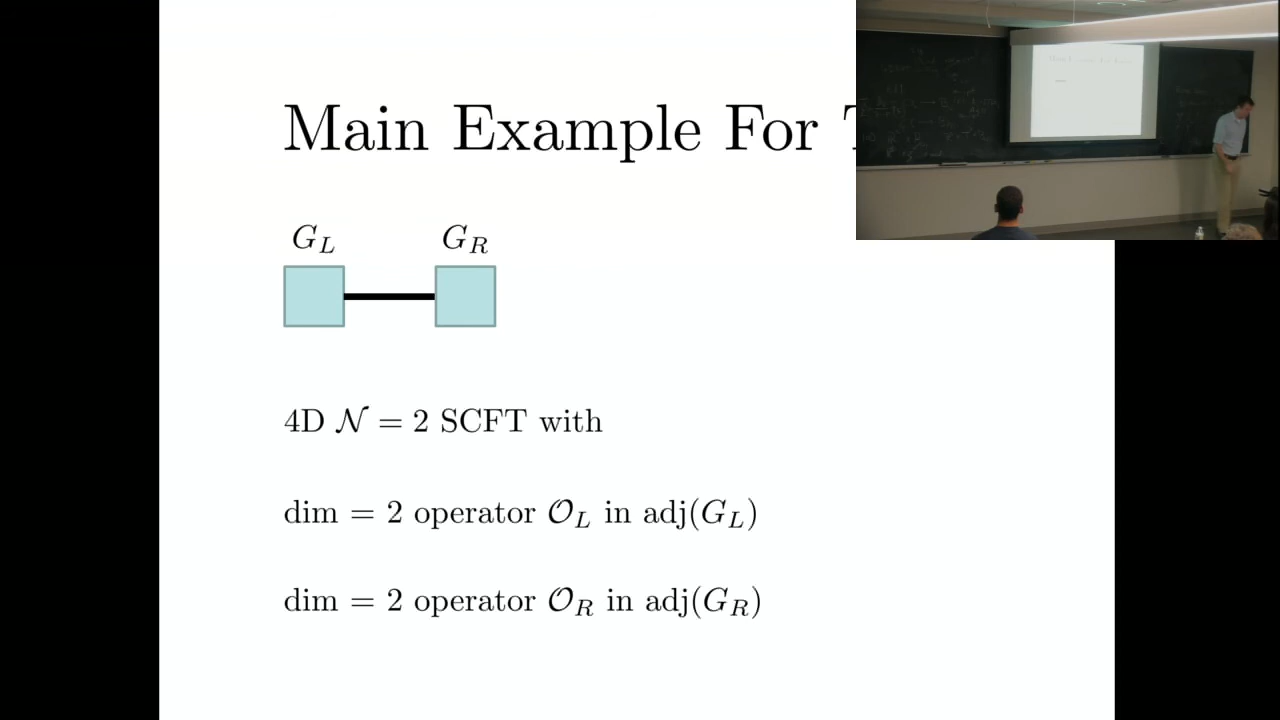 Main Example For
G_L G_R
4D 𝒩 = 2 SCFT with
dim = 2 operator 𝒪_L in adj(G_L)
dim = 2 operator 𝒪_R in adj(G_R)